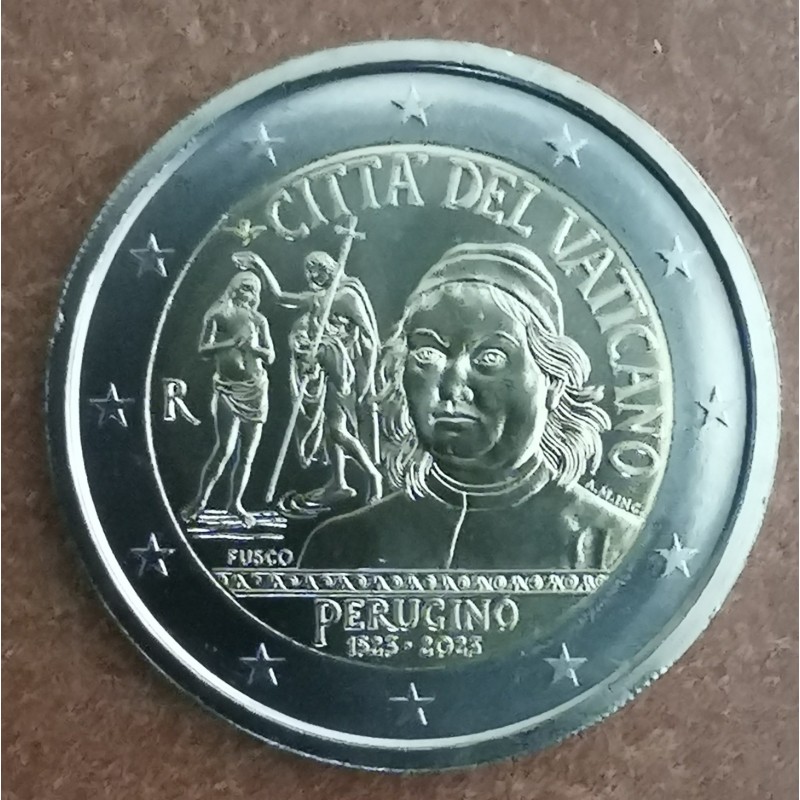 CITTA' DEL VATICANO
R
A.M.INC
FUSCO
PERUGINO
1523 • 2023